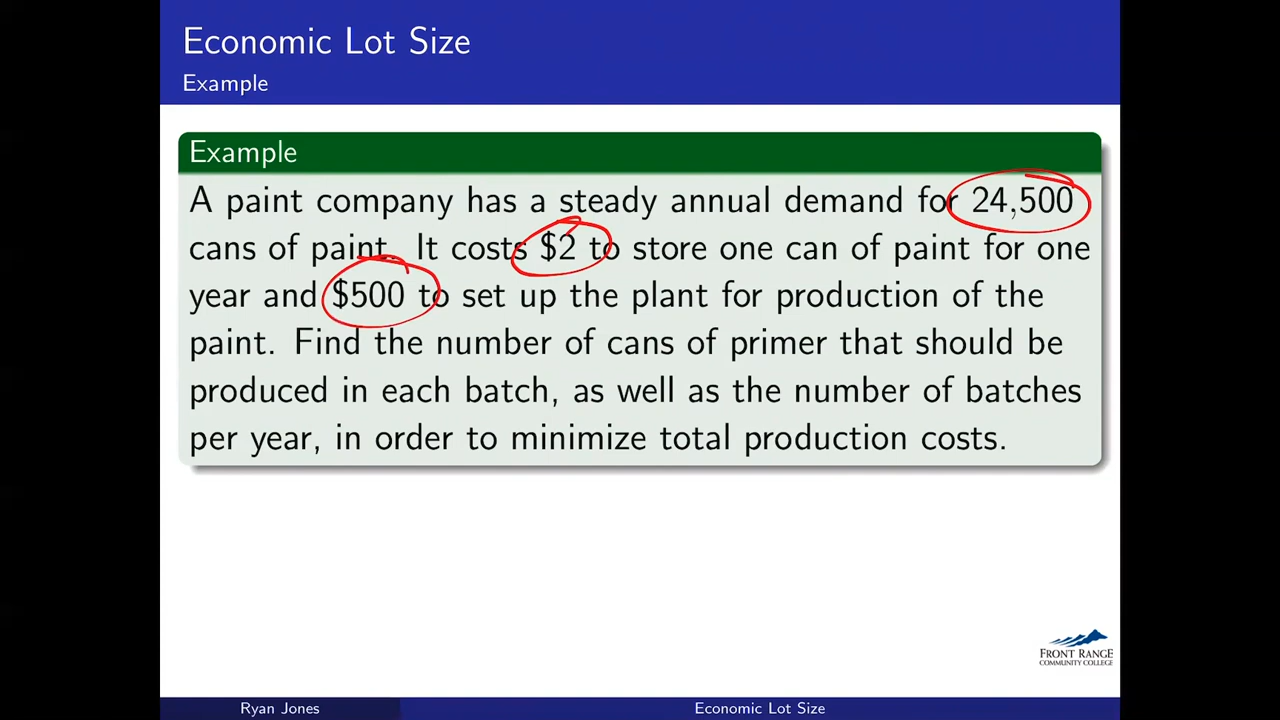 Economic Lot Size
Example
Example
A paint company has a steady annual demand for 24,500
cans of paint. It costs $2 to store one can of paint for one
year and $500 to set up the plant for production of the
paint. Find the number of cans of primer that should be
produced in each batch, as well as the number of batches
per year, in order to minimize total production costs.
FRONT RANGE
COMMUNITY COLLEGE
Ryan Jones
Economic Lot Size